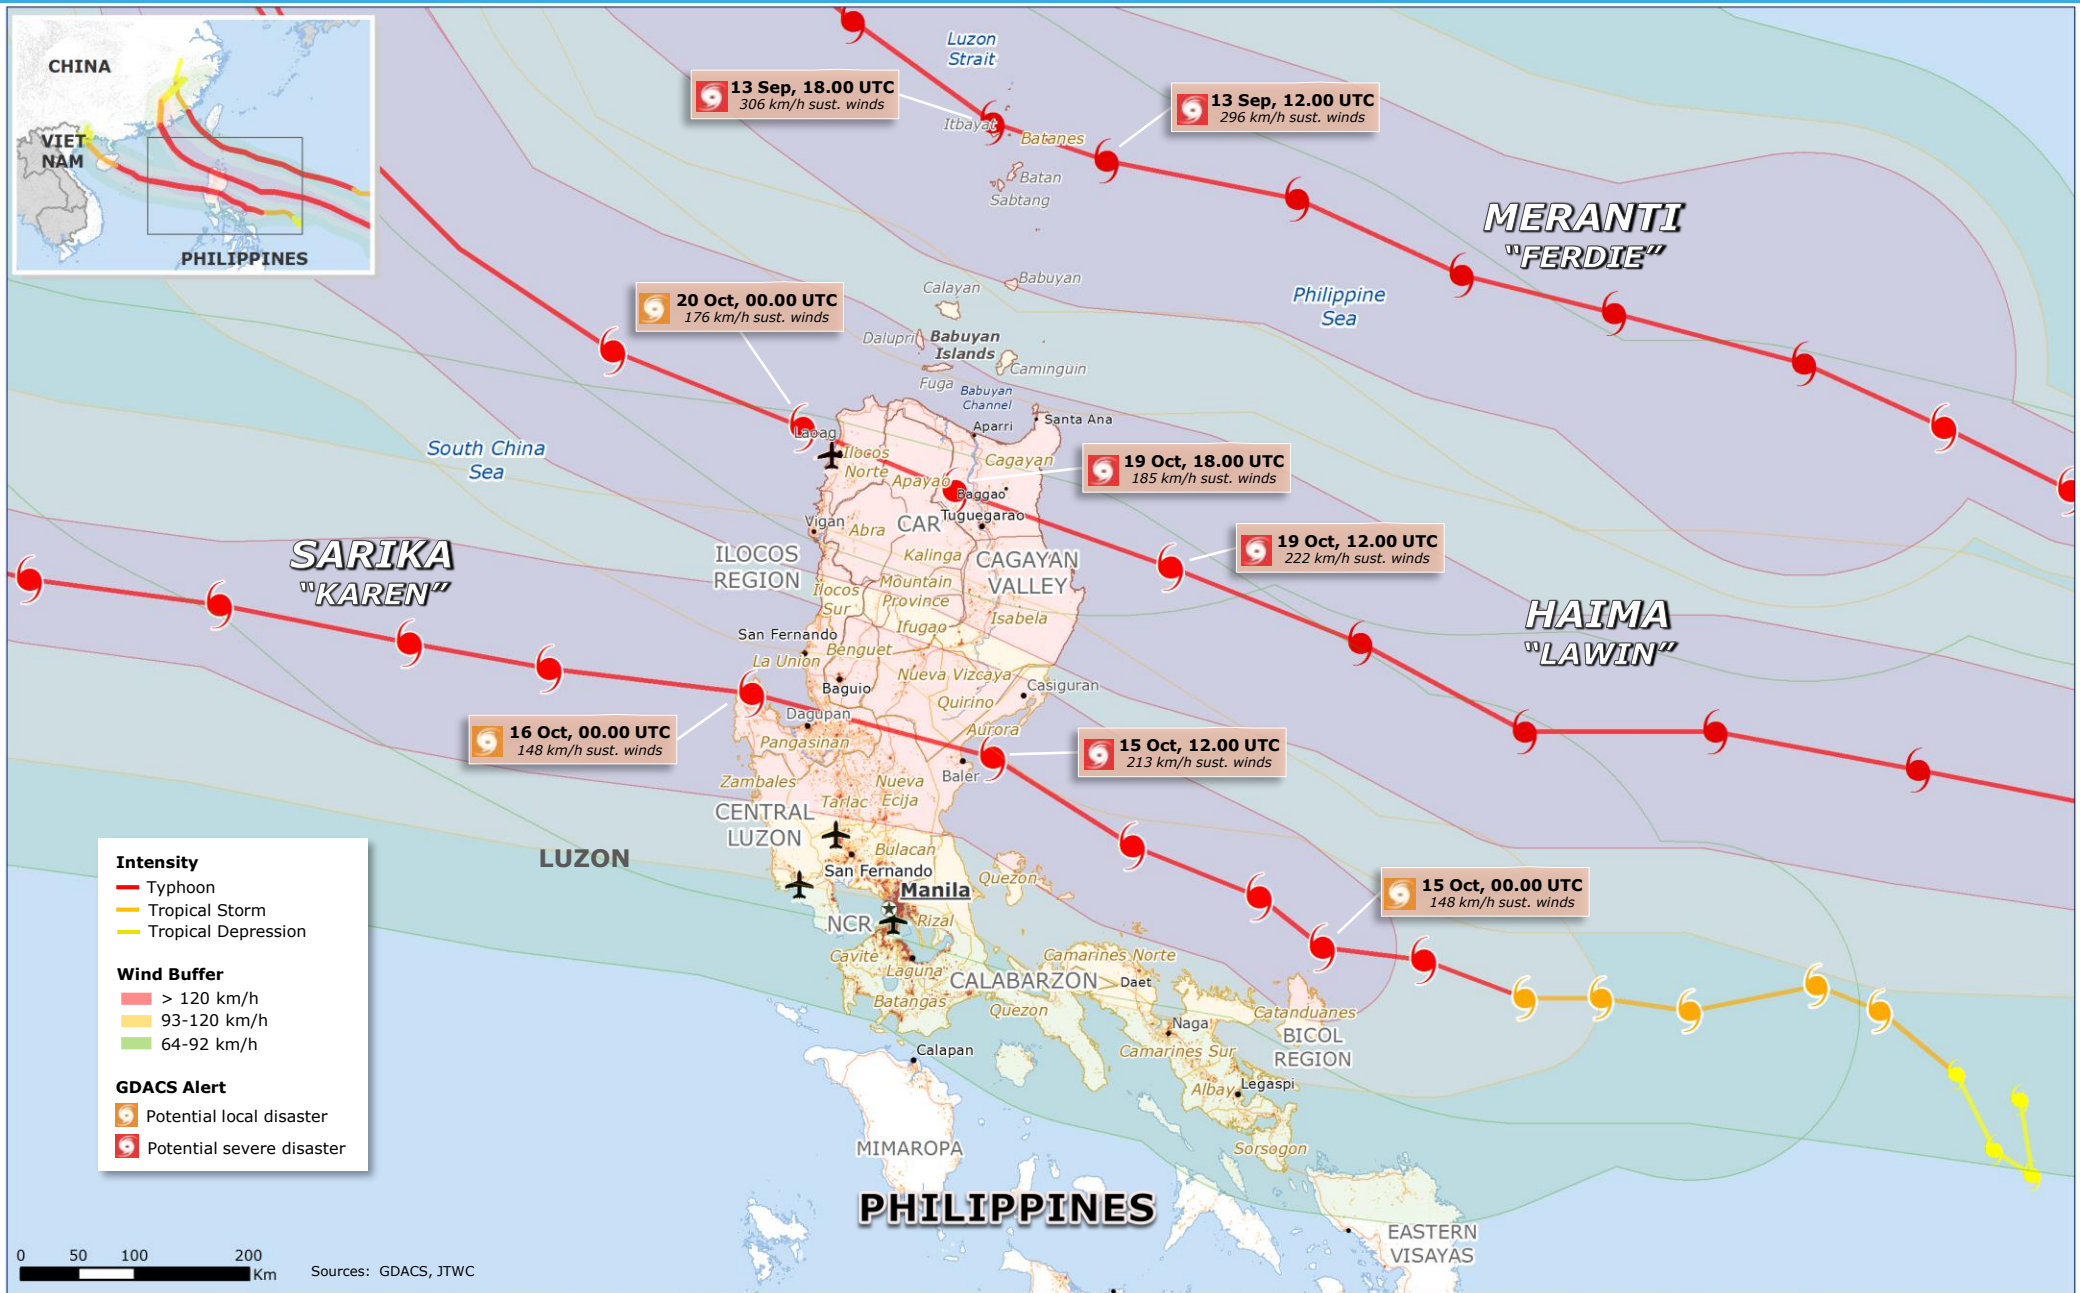 CHINA
VIET
NAM
PHILIPPINES
Luzon
Strait
13 Sep, 18.00 UTC
306 km/h sust. winds
13 Sep, 12.00 UTC
296 km/h sust. winds
Itbayat
Batanes
Batan
Sabtang
MERANTI
“FERDIE”
Babuyan
Calayan
Philippine
Sea
20 Oct, 00.00 UTC
176 km/h sust. winds
Dalupri
Babuyan
Islands
Caminguin
Fuga
Babuyan
Channel
Santa Ana
Aparri
Laoag
Ilocos
Norte
Cagayan
South China
Sea
19 Oct, 18.00 UTC
185 km/h sust. winds
Apayao
Baggao
Vigan
Abra
CAR
Tuguegarao
19 Oct, 12.00 UTC
222 km/h sust. winds
SARIKA
“KAREN”
ILOCOS
REGION
Kalinga
CAGAYAN
VALLEY
Mountain
Province
Ilocos
Sur
Ifugao
Isabela
HAIMA
“LAWIN”
San Fernando
La Union
Benguet
Nueva Vizcaya
Baguio
Casiguran
Quirino
Dagupan
Aurora
16 Oct, 00.00 UTC
148 km/h sust. winds
Pangasinan
15 Oct, 12.00 UTC
213 km/h sust. winds
Baler
Zambales
Nueva
Ecija
Tarlac
CENTRAL
LUZON
LUZON
Bulacan
San Fernando
Quezon
Manila
15 Oct, 00.00 UTC
148 km/h sust. winds
NCR
Rizal
Cavite
Laguna
CALABARZON
Camarines Norte
Daet
Batangas
Quezon
Catanduanes
Naga
BICOL
REGION
Calapan
Camarines Sur
Albay
Legaspi
MIMAROPA
Sorsogon
PHILIPPINES
EASTERN
VISAYAS
Intensity
Typhoon
Tropical Storm
Tropical Depression
Wind Buffer
> 120 km/h
93-120 km/h
64-92 km/h
GDACS Alert
Potential local disaster
Potential severe disaster
0 50 100 200
Km
Sources: GDACS, JTWC